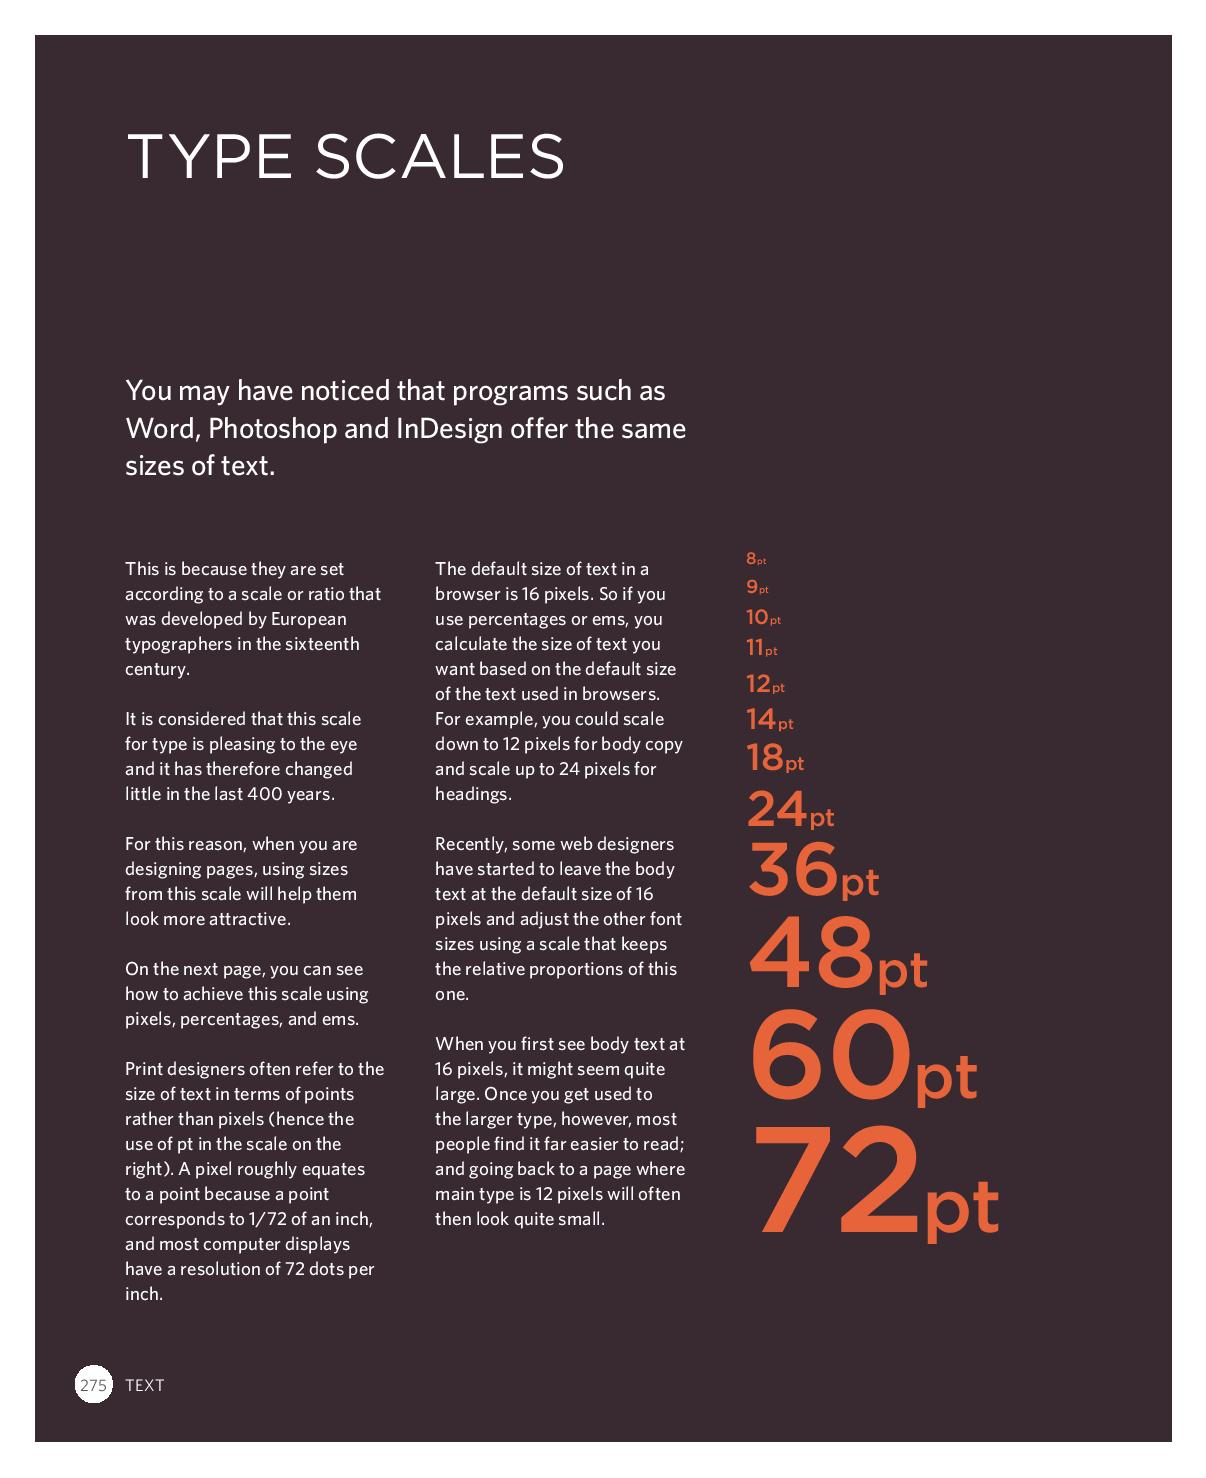 TYPE SCALES
You may have noticed that programs such as
Word, Photoshop and InDesign offer the same
sizes of text.
This is because they are set
according to a scale or ratio that
was developed by European
typographers in the sixteenth
century.
It is considered that this scale
for type is pleasing to the eye
and it has therefore changed
little in the last 400 years.
For this reason, when you are
designing pages, using sizes
from this scale will help them
look more attractive.
On the next page, you can see
how to achieve this scale using
pixels, percentages, and ems.
Print designers often refer to the
size of text in terms of points
rather than pixels (hence the
use of pt in the scale on the
right). A pixel roughly equates
to a point because a point
corresponds to 1/72 of an inch,
and most computer displays
have a resolution of 72 dots per
inch.
The default size of text in a
browser is 16 pixels. So if you
use percentages or ems, you
calculate the size of text you
want based on the default size
of the text used in browsers.
For example, you could scale
down to 12 pixels for body copy
and scale up to 24 pixels for
headings.
Recently, some web designers
have started to leave the body
text at the default size of 16
pixels and adjust the other font
sizes using a scale that keeps
the relative proportions of this
one.
When you first see body text at
16 pixels, it might seem quite
large. Once you get used to
the larger type, however, most
people find it far easier to read;
and going back to a page where
main type is 12 pixels will often
then look quite small.
8pt
9pt
10pt
11pt
12pt
14pt
18pt
24pt
36pt
48pt
60pt
72pt
275 TEXT